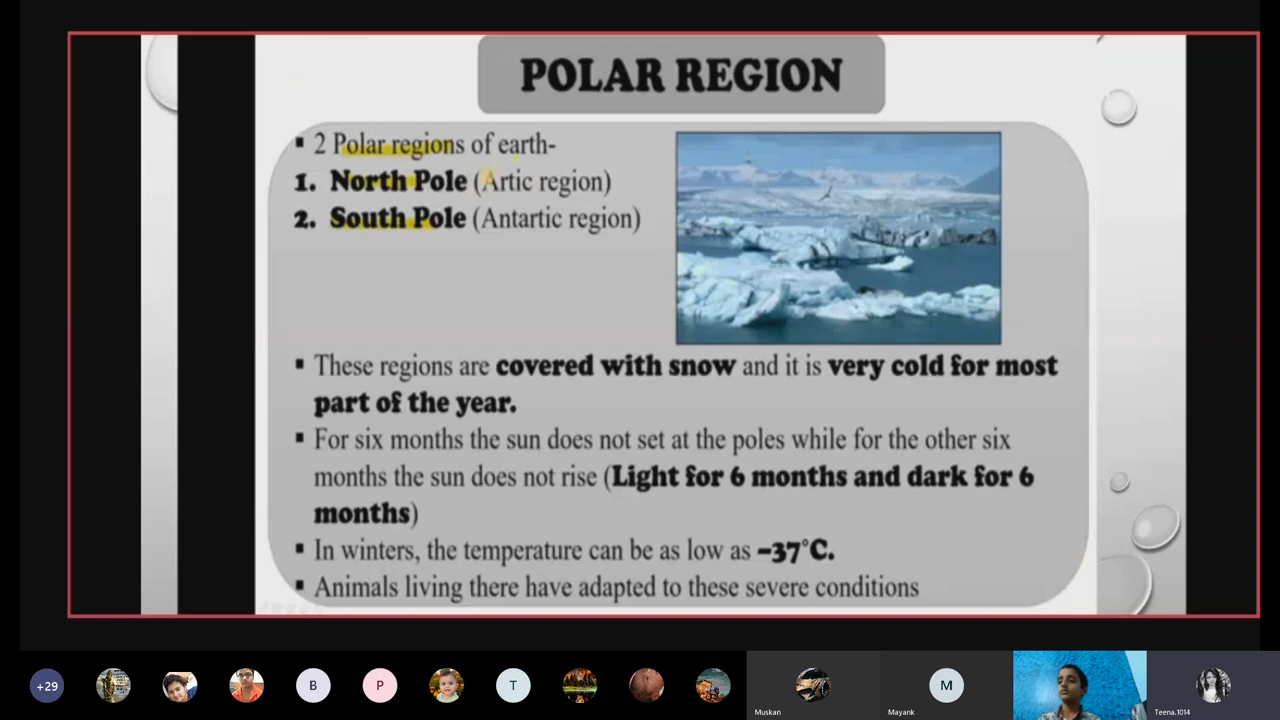 POLAR REGION
▪ 2 Polar regions of earth-
1. North Pole (Artic region)
2. South Pole (Antartic region)
▪ These regions are covered with snow and it is very cold for most
part of the year.
▪ For six months the sun does not set at the poles while for the other six
months the sun does not rise (Light for 6 months and dark for 6
months)
▪ In winters, the temperature can be as low as -37°C.
▪ Animals living there have adapted to these severe conditions
+29
B
P
T
M
Muskan
Mayank
Teena.1014